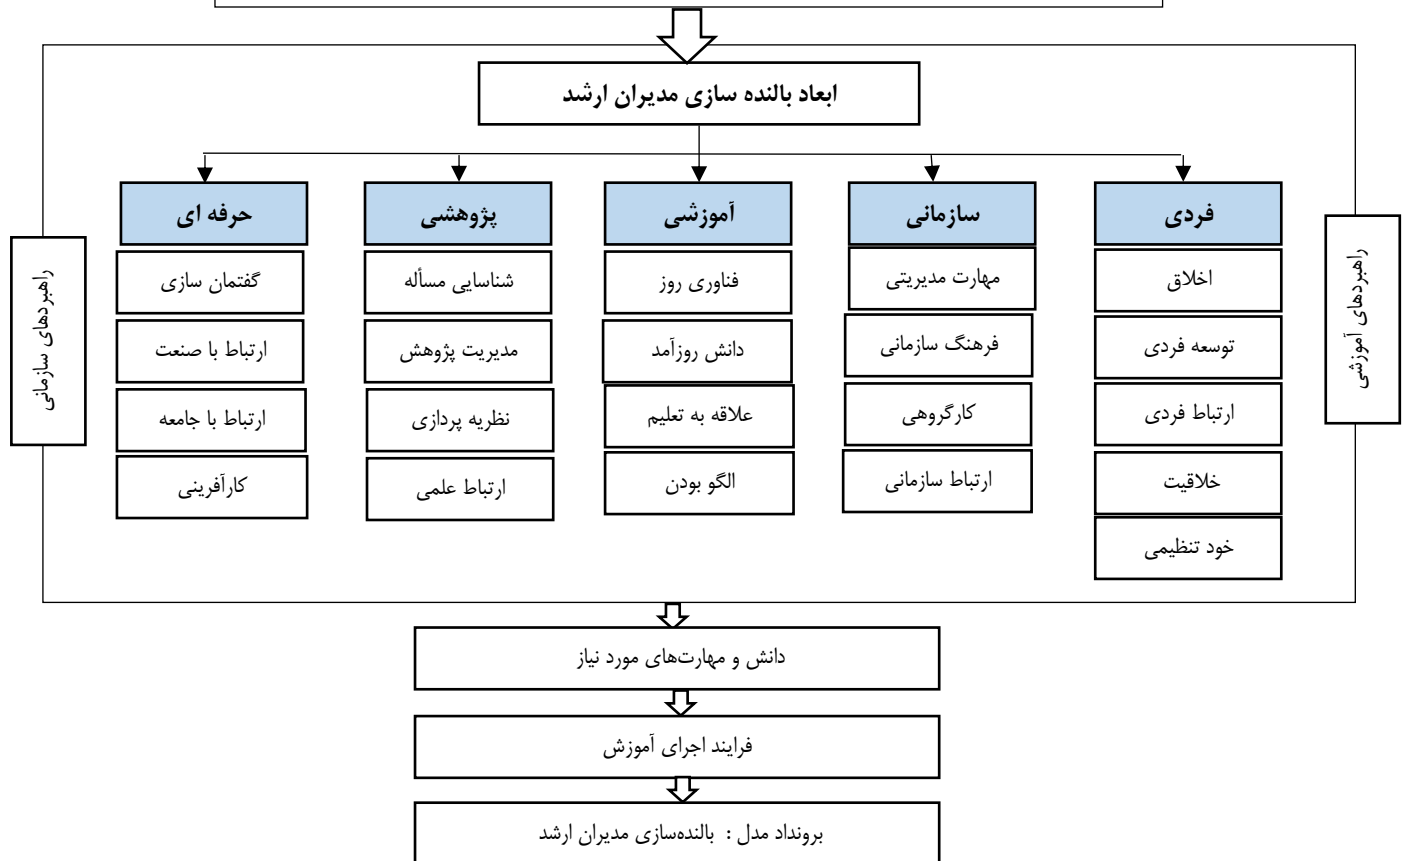 ابعاد بالنده سازی مدیران ارشد
راهبردهای آموزشی
فردی
اخلاق
توسعه فردی
ارتباط فردی
خلاقیت
خود تنظیمی
سازمانی
مهارت مدیریتی
فرهنگ سازمانی
کارگروهی
ارتباط سازمانی
آموزشی
فناوری روز
دانش روزآمد
علاقه به تعلیم
الگو بودن
پژوهشی
شناسایی مسأله
مدیریت پژوهش
نظریه پردازی
ارتباط علمی
حرفه ای
گفتمان سازی
ارتباط با صنعت
ارتباط با جامعه
کارآفرینی
راهبردهای سازمانی
دانش و مهارت‌های مورد نیاز
فرایند اجرای آموزش
برونداد مدل : بالنده‌سازی مدیران ارشد